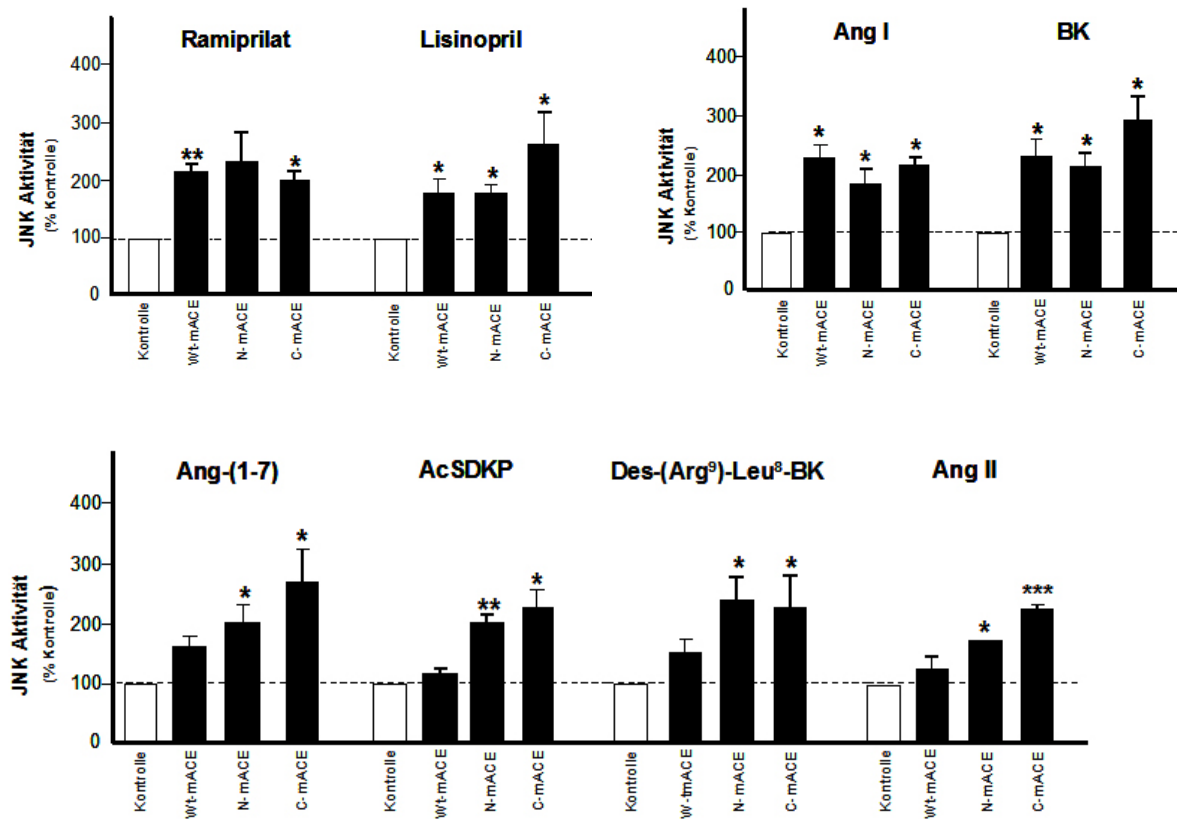 Ramiprilat Lisinopril
JNK Aktivität
(% Kontrolle)
400
300
200
100
0
** * * * *
Kontrolle
Wt-mACE
N-mACE
C-mACE
Kontrolle
Wt-mACE
N-mACE
C-mACE
Ang I BK
JNK Aktivität
(% Kontrolle)
400
300
200
100
0
* * * * * *
Kontrolle
Wt-mACE
N-mACE
C-mACE
Kontrolle
Wt-mACE
N-mACE
C-mACE
Ang-(1-7) AcSDKP Des-(Arg⁹)-Leu⁸-BK Ang II
JNK Aktivität
(% Kontrolle)
400
300
200
100
0
* * ** * * * * ***
Kontrolle
Wt-mACE
N-mACE
C-mACE
Kontrolle
Wt-mACE
N-mACE
C-mACE
Kontrolle
W-tmACE
N-mACE
C-mACE
Kontrolle
Wt-mACE
N-mACE
C-mACE